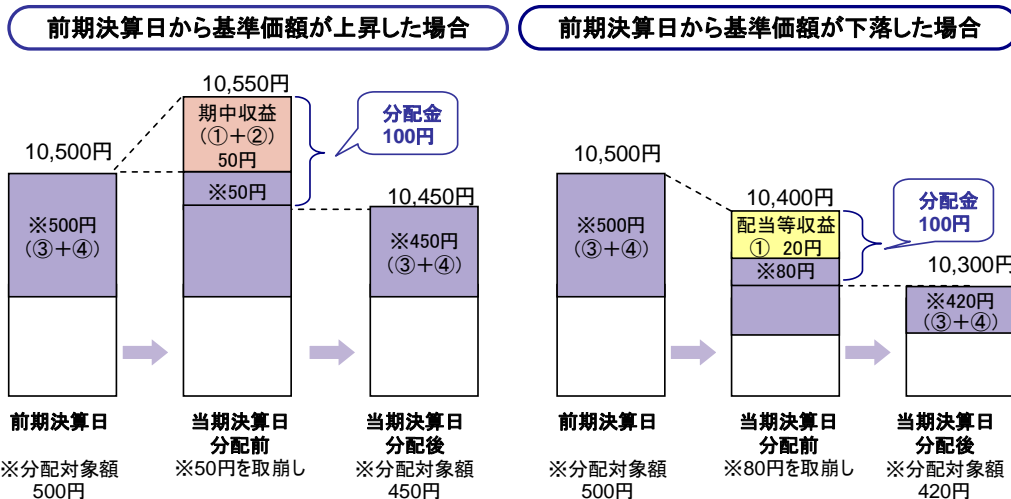 前期決算日から基準価額が上昇した場合
10,550円
期中収益
(①+②)
50円
分配金
100円
10,500円
※50円
※500円
(③+④)
10,450円
※450円
(③+④)
前期決算日
当期決算日
分配前
当期決算日
分配後
※分配対象額
500円
※50円を取崩し
※分配対象額
450円
前期決算日から基準価額が下落した場合
10,500円
※500円
(③+④)
10,400円
配当等収益
① 20円
※80円
分配金
100円
10,300円
※420円
(③+④)
前期決算日
当期決算日
分配前
当期決算日
分配後
※分配対象額
500円
※80円を取崩し
※分配対象額
420円